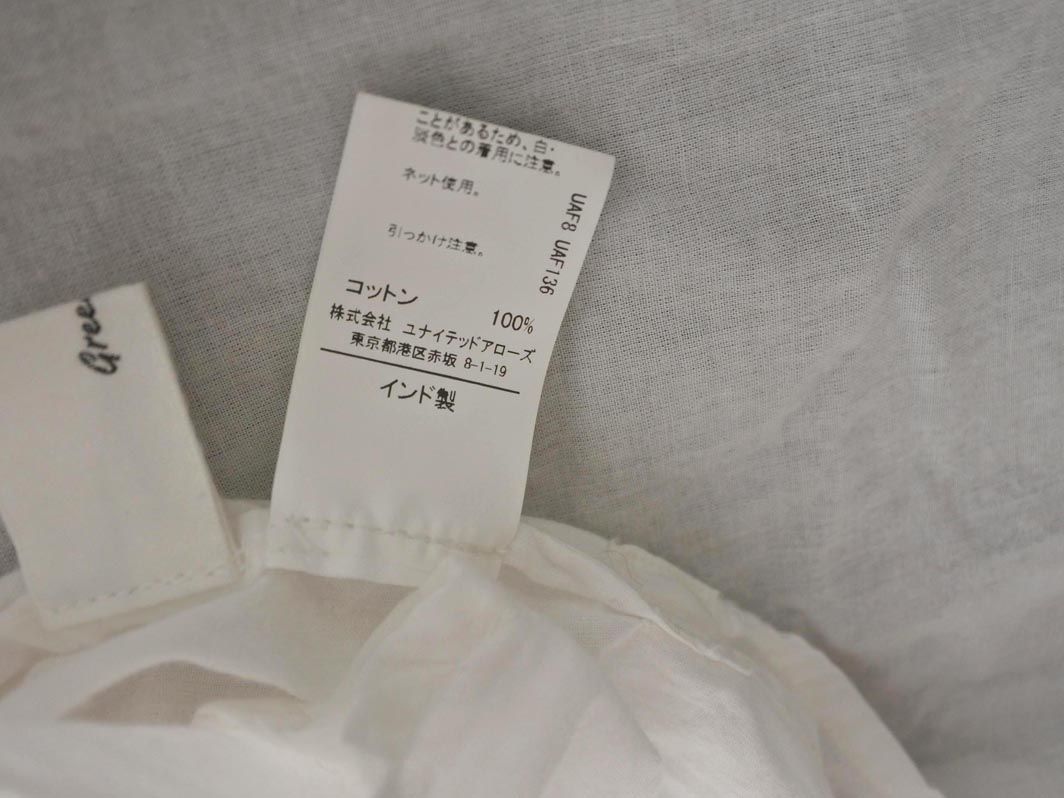 ことがあるため、白・
淡色との着用に注意。
ネット使用。
引っかけ注意。
コットン 100%
株式会社 ユナイテッドアローズ
東京都港区赤坂 8-1-19
インド製
UAF8 UAF136
Gree